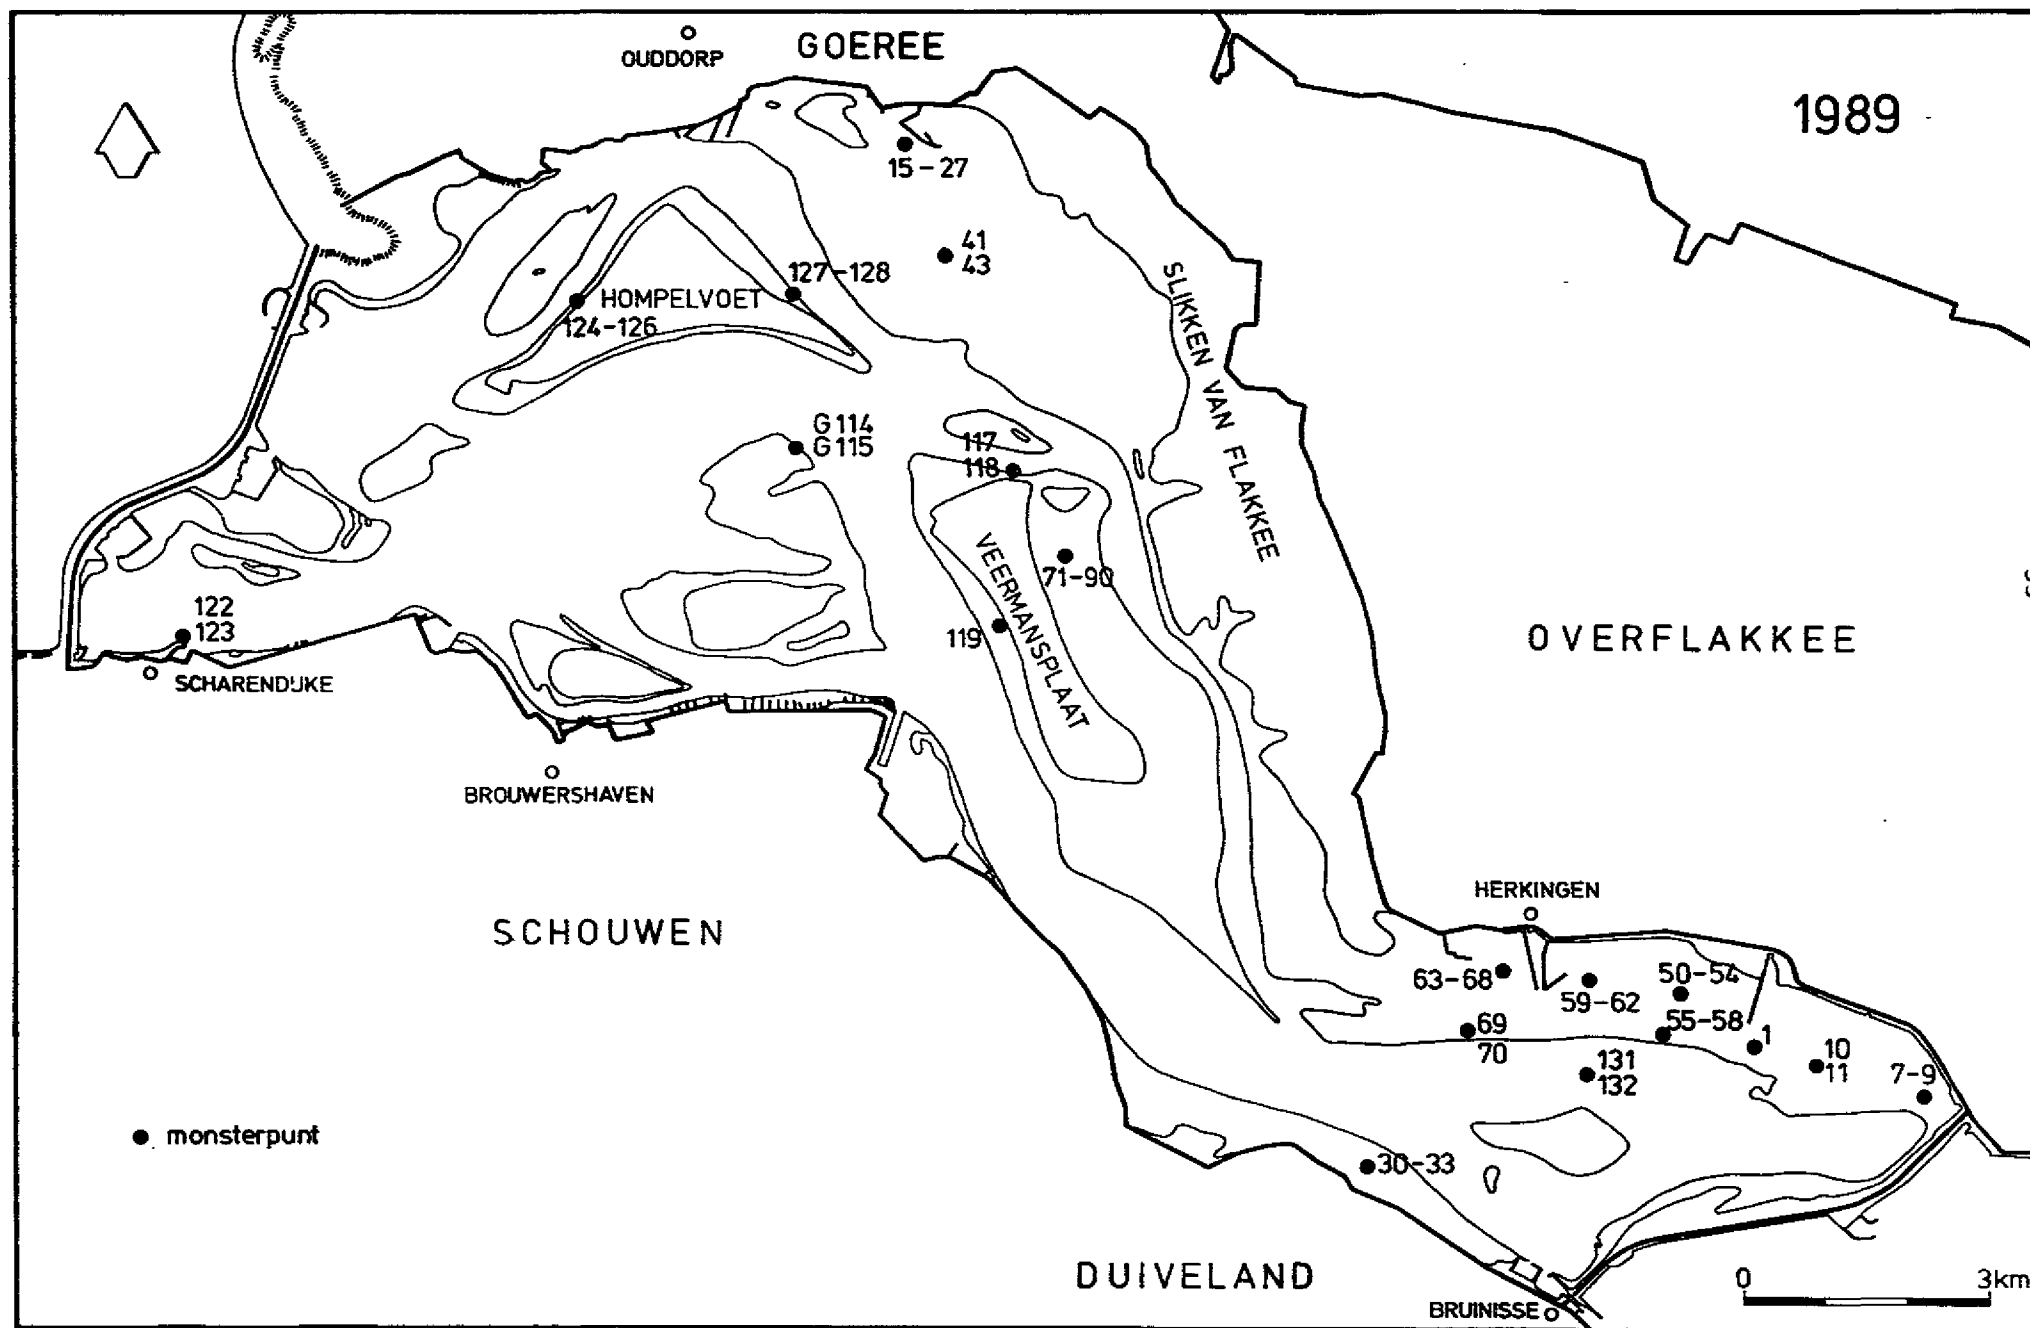 OUDDORP
GOEREE
1989
15-27
41
43
127-128
HOMPELVOET
124-126
SLIKKEN VAN FLAKKEE
G114
G115
117
118
VEERMANSPLAAT
71-90
119
122
123
SCHARENDIJKE
OVERFLAKKEE
BROUWERSHAVEN
SCHOUWEN
HERKINGEN
63-68
59-62
50-54
55-58
69
70
1
10
11
7-9
131
132
monsterpunt
30-33
DUIVELAND
BRUINISSE
0 3km